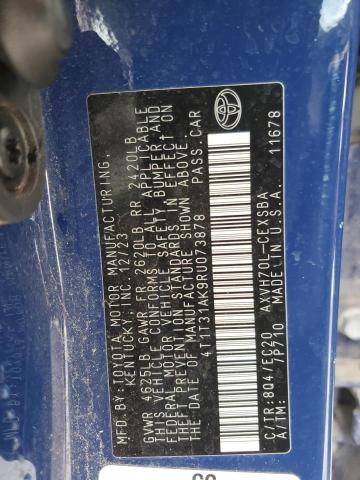 MFD. BY:
TOYOTA MOTOR MANUFACTURING,
KENTUCKY, INC. 12/23
GVWR 4625LB GAWR FR 2620LB RR 2420LB
THIS VEHICLE CONFORMS TO ALL APPLICABLE
FEDERAL MOTOR VEHICLE SAFETY, BUMPER, AND
THEFT PREVENTION STANDARDS IN EFFECT ON
THE DATE OF MANUFACTURE SHOWN ABOVE.
4T1T31AK9RU073878 PASS.CAR
C/TR:8Q4/EC20 AXVH70L-CEXSBA
A/TM: /P710 MADE IN U.S.A. 11678